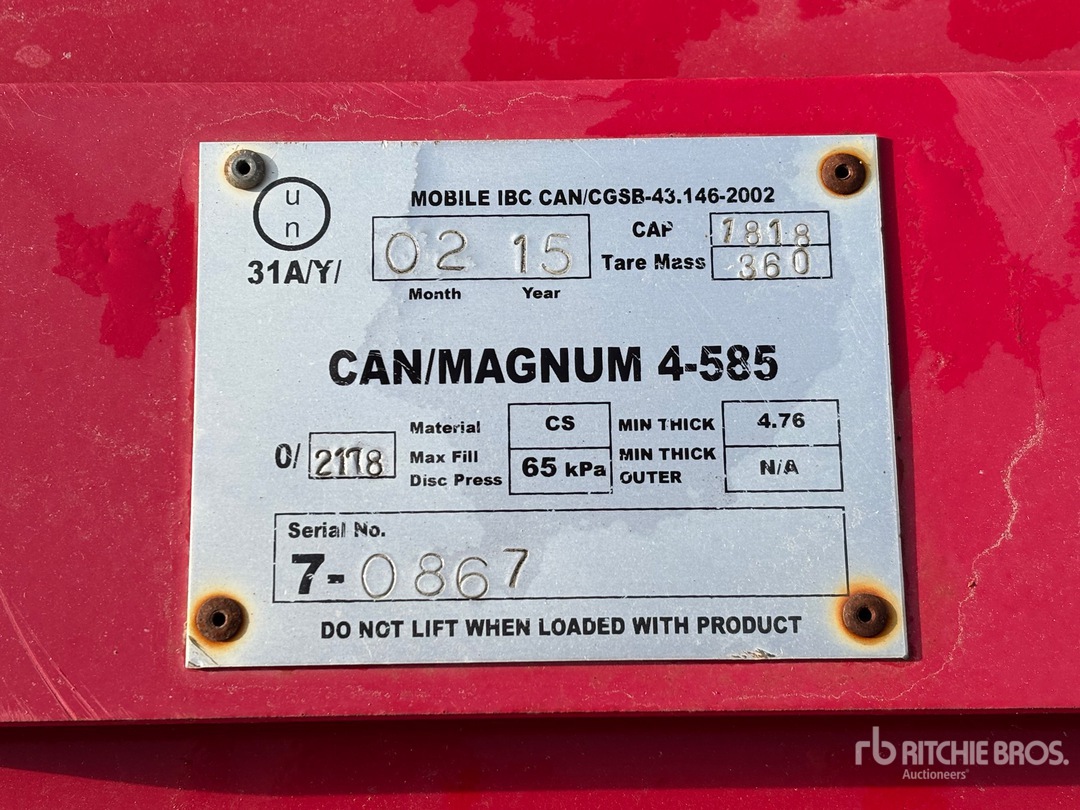 u
n
MOBILE IBC CAN/CGSB-43.146-2002
31A/Y/ 02 15
CAP 1818
Tare Mass 360
Month Year
CAN/MAGNUM 4-585
0/ 2178
Material CS MIN THICK 4.76
Max Fill
Disc Press 65 kPa MIN THICK
OUTER N/A
Serial No.
7-0867
DO NOT LIFT WHEN LOADED WITH PRODUCT
rb RITCHIE BROS.
Auctioneers